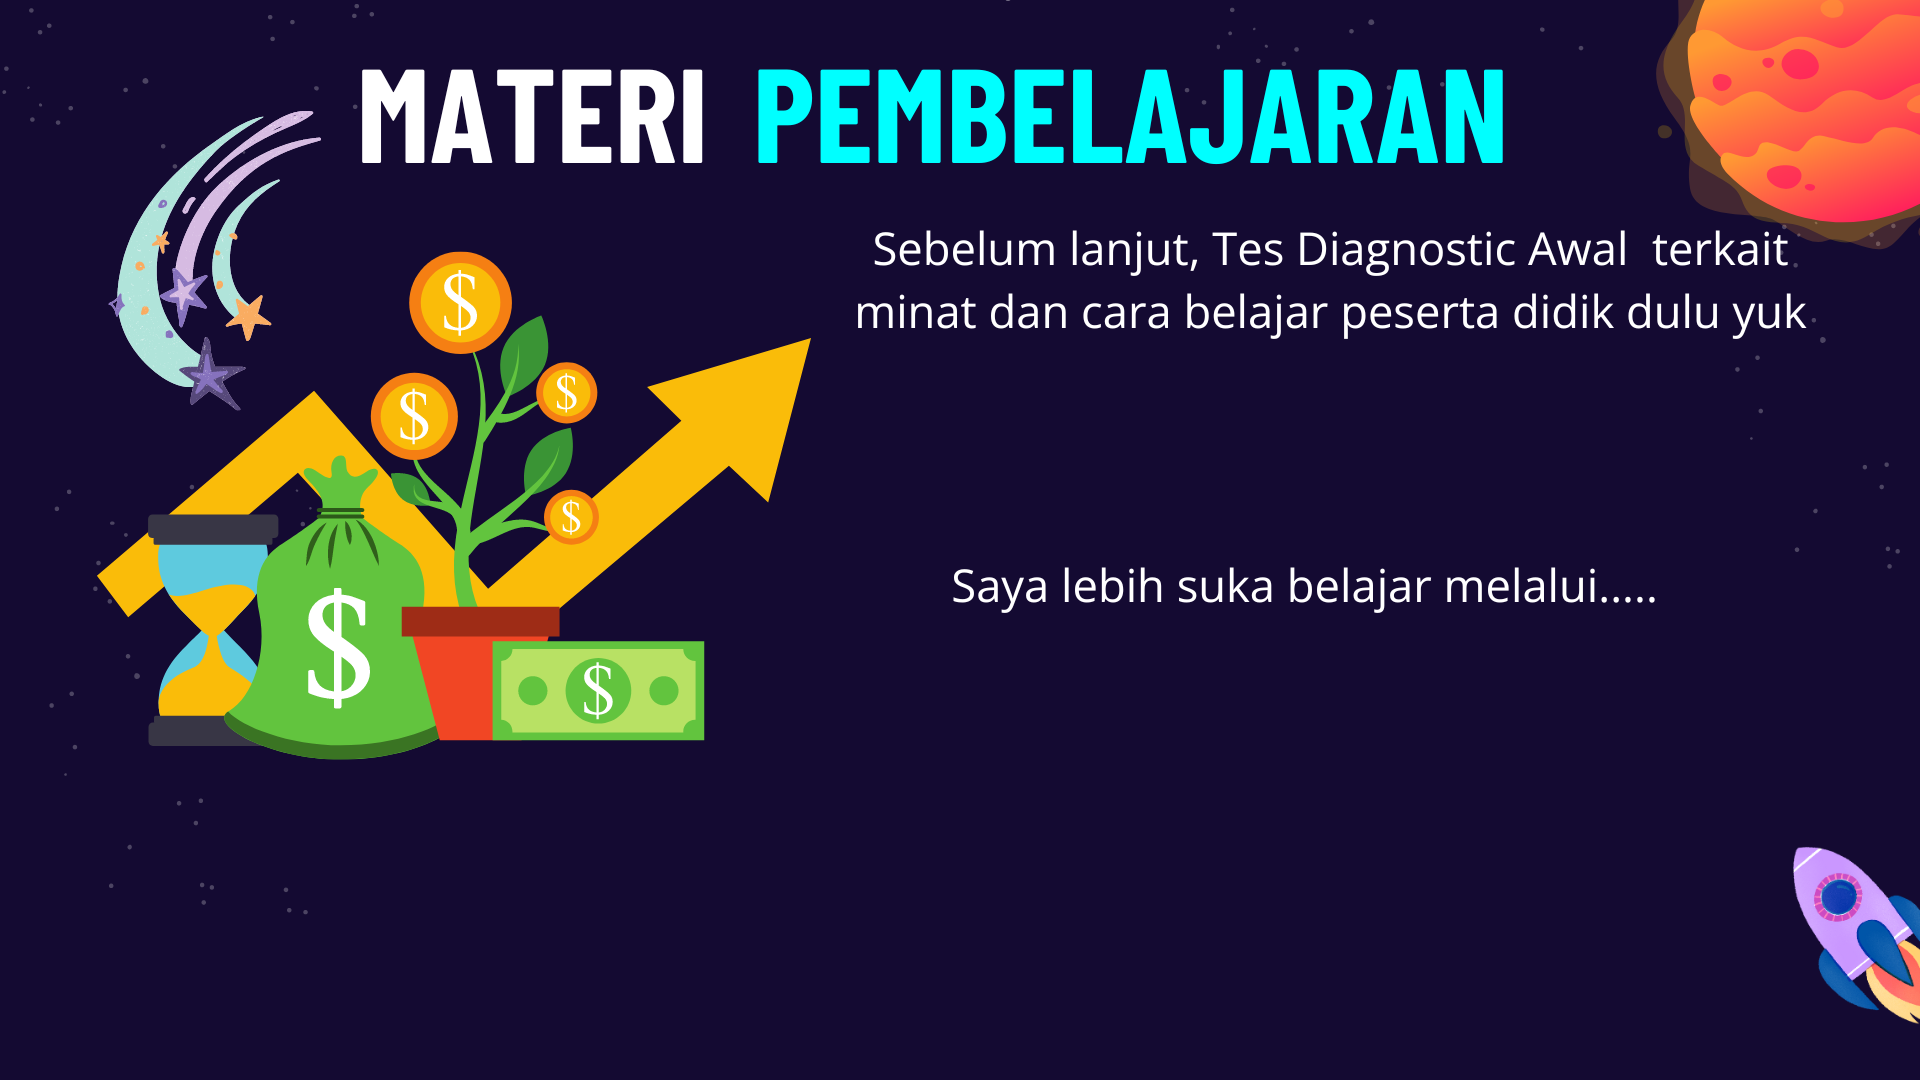 MATERI PEMBELAJARAN
Sebelum lanjut, Tes Diagnostic Awal  terkait
minat dan cara belajar peserta didik dulu yuk
$
$
$
$
$
$
Saya lebih suka belajar melalui.....